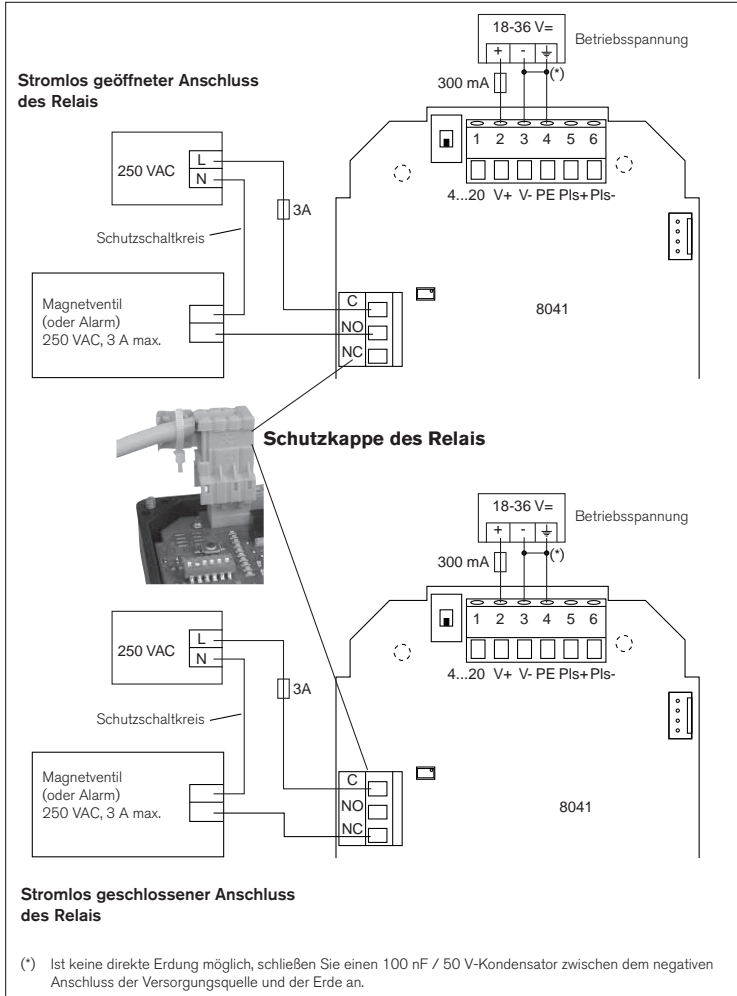 18-36 V=
Betriebsspannung
+ - ⏚
Stromlos geöffneter Anschluss
des Relais
300 mA
(*)
250 VAC
L
N
1 2 3 4 5 6
4...20 V+ V- PE Pls+ Pls-
3A
Schutzschaltkreis
Magnetventil
(oder Alarm)
250 VAC, 3 A max.
C
NO
NC
8041
Schutzkappe des Relais
18-36 V=
Betriebsspannung
+ - ⏚
300 mA
(*)
250 VAC
L
N
1 2 3 4 5 6
4...20 V+ V- PE Pls+ Pls-
3A
Schutzschaltkreis
Magnetventil
(oder Alarm)
250 VAC, 3 A max.
C
NO
NC
8041
Stromlos geschlossener Anschluss
des Relais
(*) Ist keine direkte Erdung möglich, schließen Sie einen 100 nF / 50 V-Kondensator zwischen dem negativen
Anschluss der Versorgungsquelle und der Erde an.